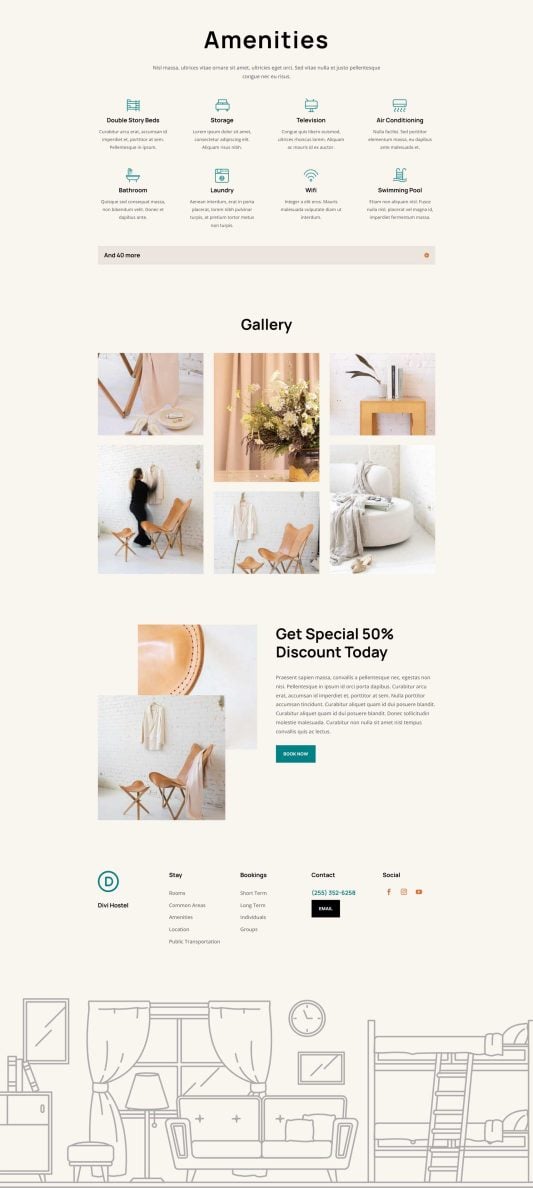 Amenities
Nisl massa, ultrices vitae ornare sit amet, ultricies eget orci. Sed vitae nulla et justo pellentesque
congue nec eu risus.
Double Story Beds
Curabitur arcu erat, accumsan id
imperdiet et, porttitor at sem.
Pellentesque in ipsum.
Storage
Lorem ipsum dolor sit amet,
consectetur adipiscing elit.
Aliquam risus nibh.
Television
Congue quis libero euismod,
ultrices rhoncus lorem. Aliquam
ac mauris id ex auctor.
Air Conditioning
Nulla facilisi. Sed porttitor
elementum massa, eu dapibus
ante malesuada et.
Bathroom
Quisque sed consequat massa,
non bibendum velit. Donec et
dapibus ante.
Laundry
Aenean interdum, erat in porta
placerat, lorem nibh pulvinar
turpis, et pretium tortor metus
non turpis.
Wifi
Integer a elit eros. Mauris
malesuada vulputate diam ut
interdum.
Swimming Pool
Etiam non aliquam nisl. Fusce
nulla nisl, placerat vel magna id,
imperdiet fermentum massa.
And 40 more
Gallery
Get Special 50%
Discount Today
Praesent sapien massa, convallis a pellentesque nec, egestas non
nisi. Pellentesque in ipsum id orci porta dapibus. Curabitur arcu
erat, accumsan id imperdiet et, porttitor at sem. Nulla porttitor
accumsan tincidunt. Curabitur aliquet quam id dui posuere blandit.
Curabitur aliquet quam id dui posuere blandit. Donec sollicitudin
molestie malesuada. Curabitur non nulla sit amet nisl tempus
convallis quis ac lectus.
BOOK NOW
D
Divi Hostel
Stay
Rooms
Common Areas
Amenities
Location
Public Transportation
Bookings
Short Term
Long Term
Individuals
Groups
Contact
(255) 352-6258
EMAIL
Social